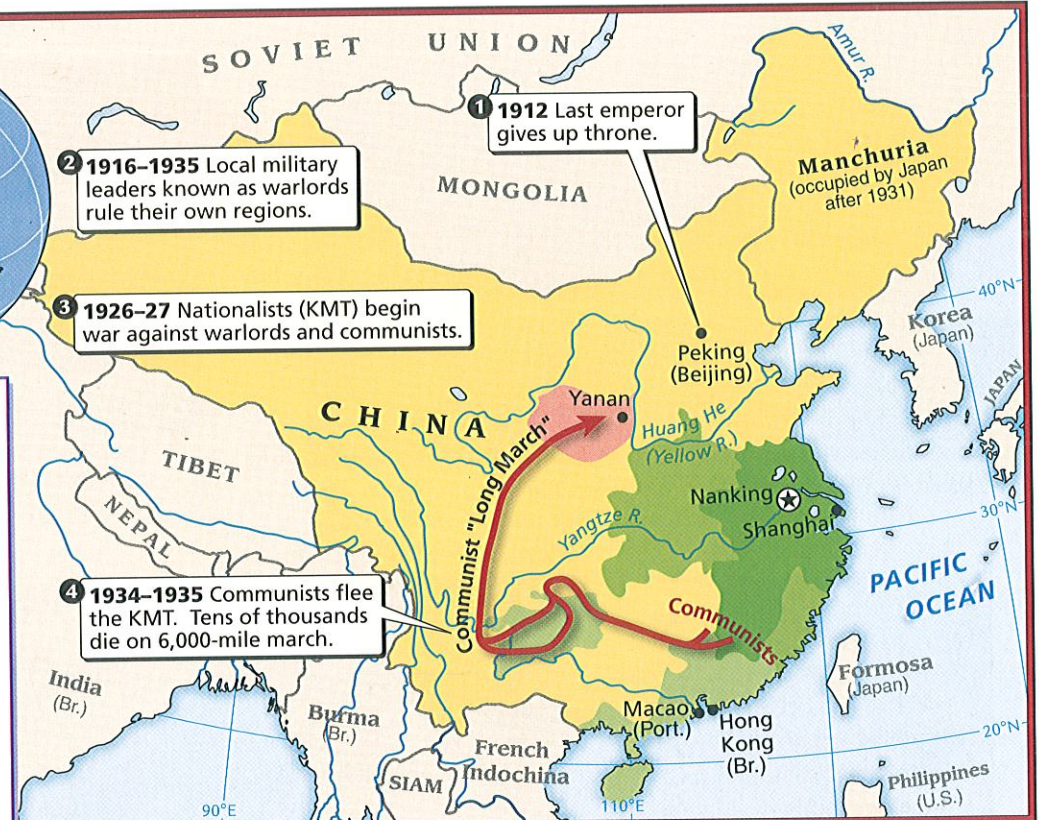 SOVIET UNION
Amur R.
1 1912 Last emperor
gives up throne.
2 1916–1935 Local military
leaders known as warlords
rule their own regions.
MONGOLIA
Manchuria
(occupied by Japan
after 1931)
3 1926–27 Nationalists (KMT) begin
war against warlords and communists.
40°N
Korea
(Japan)
Peking
(Beijing)
JAPAN
Yanan
CHINA
Huang He
(Yellow R.)
Communist "Long March"
TIBET
NEPAL
Nanking
Shanghai
30°N
Yangtze R.
PACIFIC
OCEAN
4 1934–1935 Communists flee
the KMT. Tens of thousands
die on 6,000-mile march.
Communists
Formosa
(Japan)
India
(Br.)
Burma
(Br.)
Macao
(Port.)
Hong
Kong
(Br.)
20°N
French
Indochina
SIAM
Philippines
(U.S.)
90°E
110°E